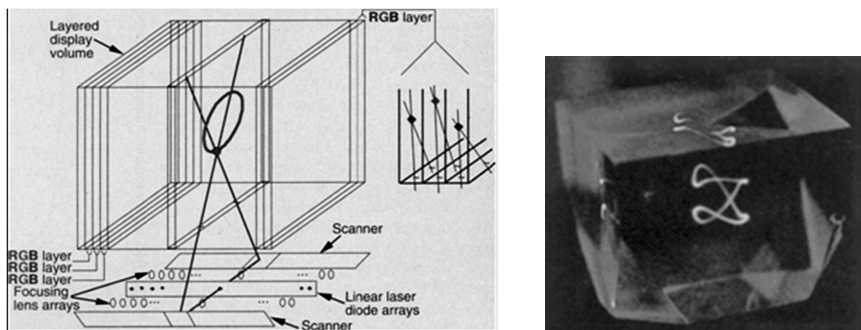 Layered
display
volume
RGB layer
Scanner
RGB layer
RGB layer
RGB layer
Focusing
lens arrays
Linear laser
diode arrays
Scanner